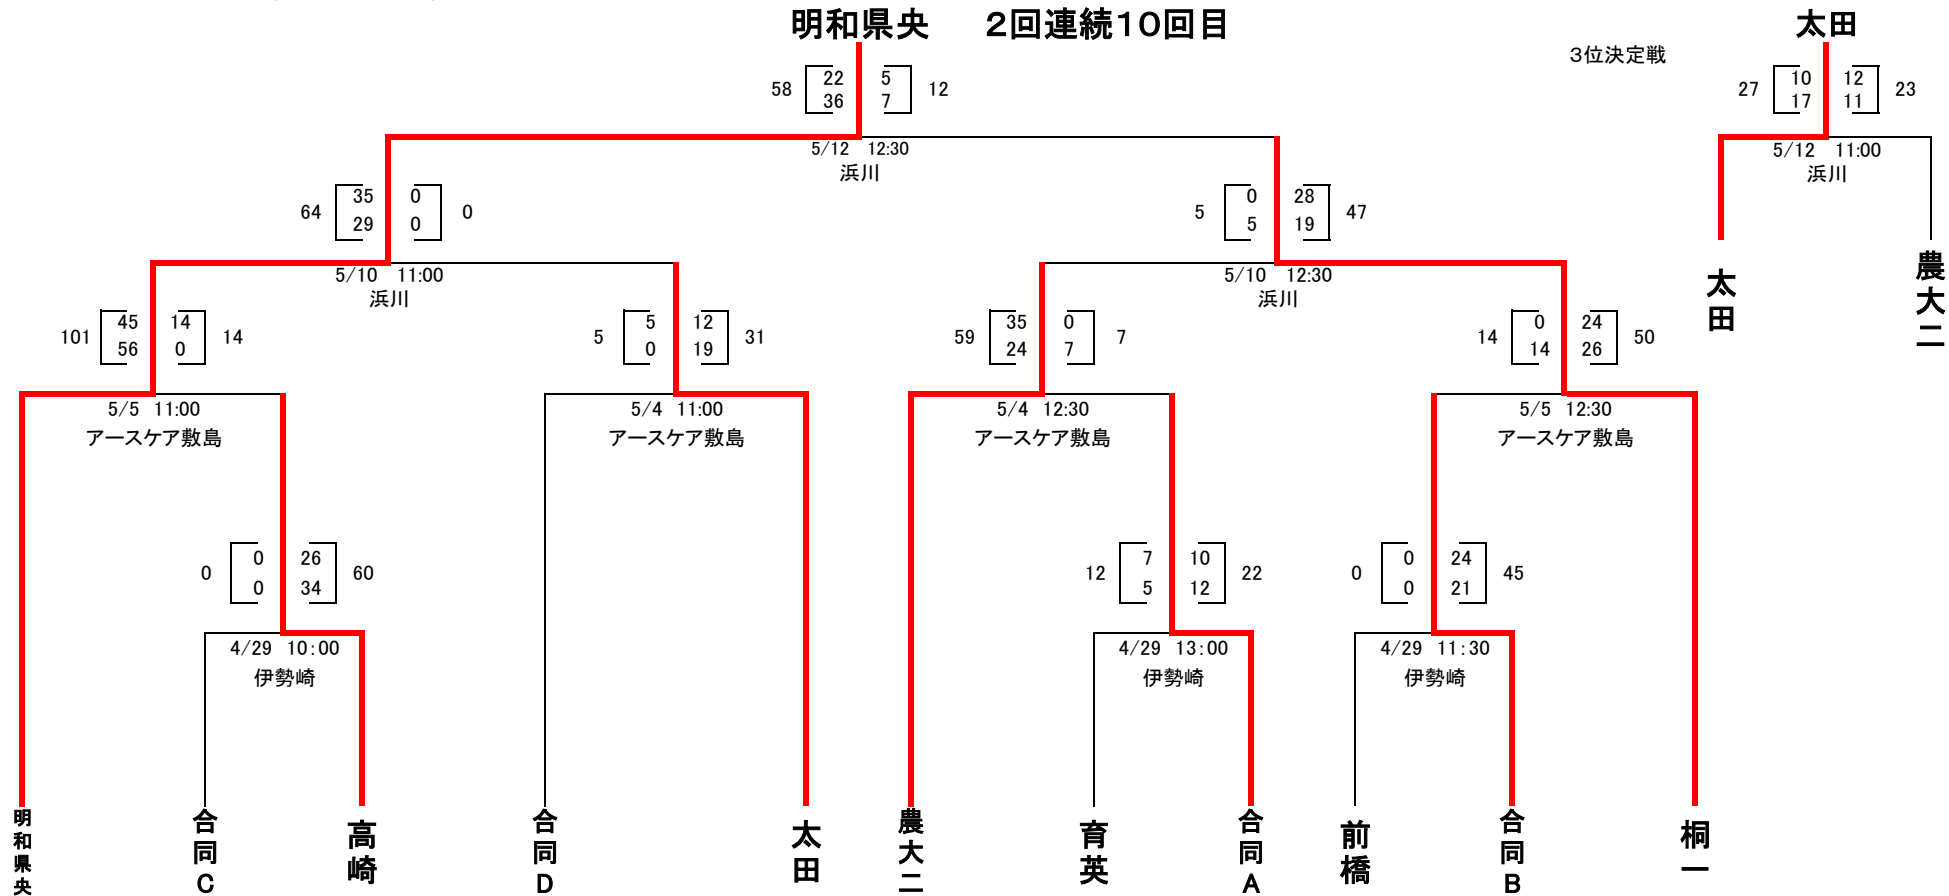 明和県央　２回連続１０回目
太田
３位決定戦
58 22 5 12
36 7
27 10 12 23
17 11
5/12 12:30
浜川
5/12 11:00
浜川
64 35 0 0
29 0
5 0 28 47
5 19
5/10 11:00
浜川
5/10 12:30
浜川
太田
農大二
101 45 14 14
56 0
5 5 12 31
0 19
59 35 0 7
24 7
14 0 24 50
14 26
5/5 11:00
アースケア敷島
5/4 11:00
アースケア敷島
5/4 12:30
アースケア敷島
5/5 12:30
アースケア敷島
0 0 26 60
0 34
12 7 10 22
5 12
0 0 24 45
0 21
4/29 10:00
伊勢崎
4/29 13:00
伊勢崎
4/29 11:30
伊勢崎
明和県央
合同C
高崎
合同D
太田
農大二
育英
合同A
前橋
合同B
桐一